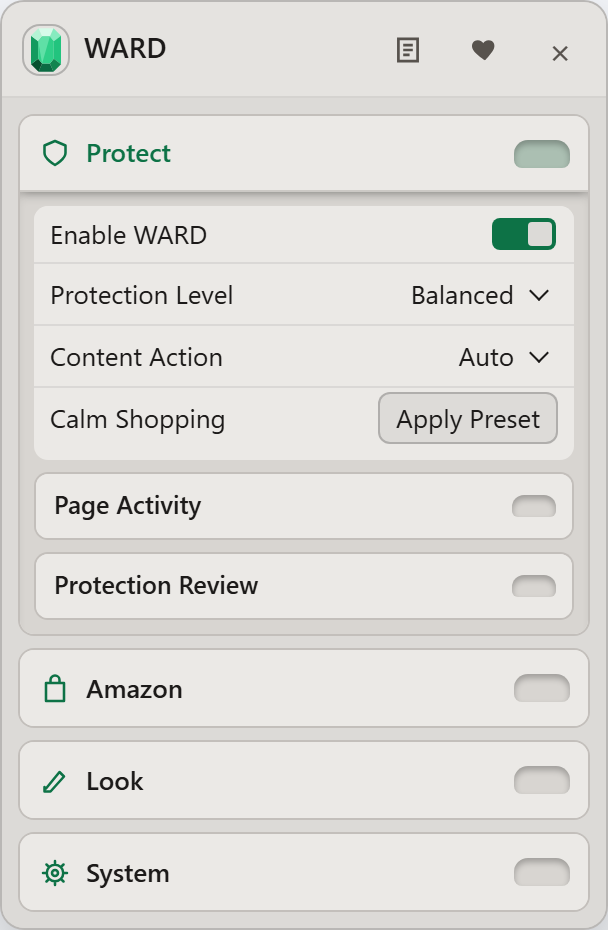 WARD
Protect
Enable WARD
Protection Level Balanced
Content Action Auto
Calm Shopping Apply Preset
Page Activity
Protection Review
Amazon
Look
System